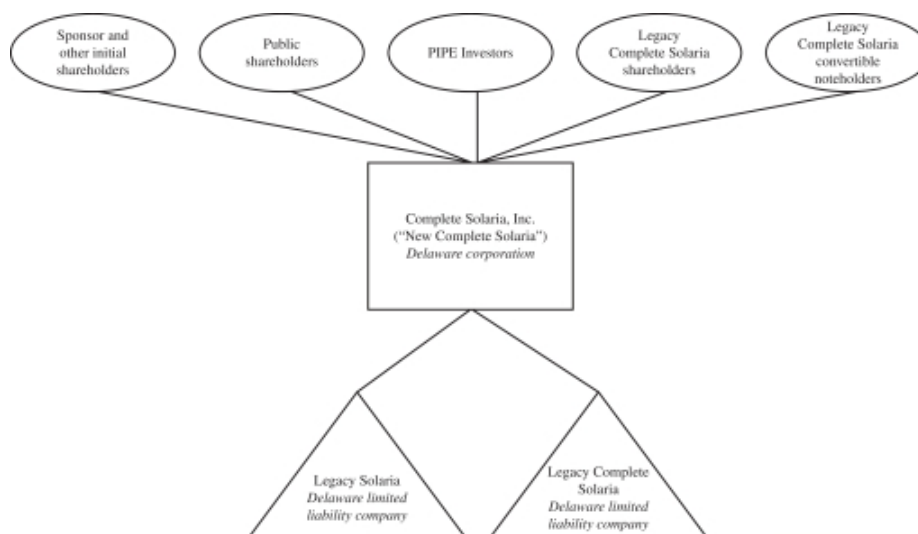 Sponsor and
other initial
shareholders
Public
shareholders
PIPE Investors
Legacy
Complete Solaria
shareholders
Legacy
Complete Solaria
convertible
noteholders
Complete Solaria, Inc.
(“New Complete Solaria”)
Delaware corporation
Legacy Solaria
Delaware limited
liability company
Legacy Complete
Solaria
Delaware limited
liability company